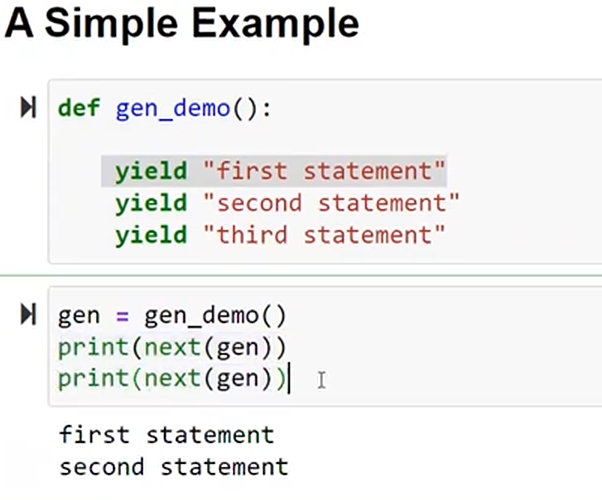 A Simple Example
def gen_demo():
yield "first statement"
yield "second statement"
yield "third statement"
gen = gen_demo()
print(next(gen))
print(next(gen))
first statement
second statement